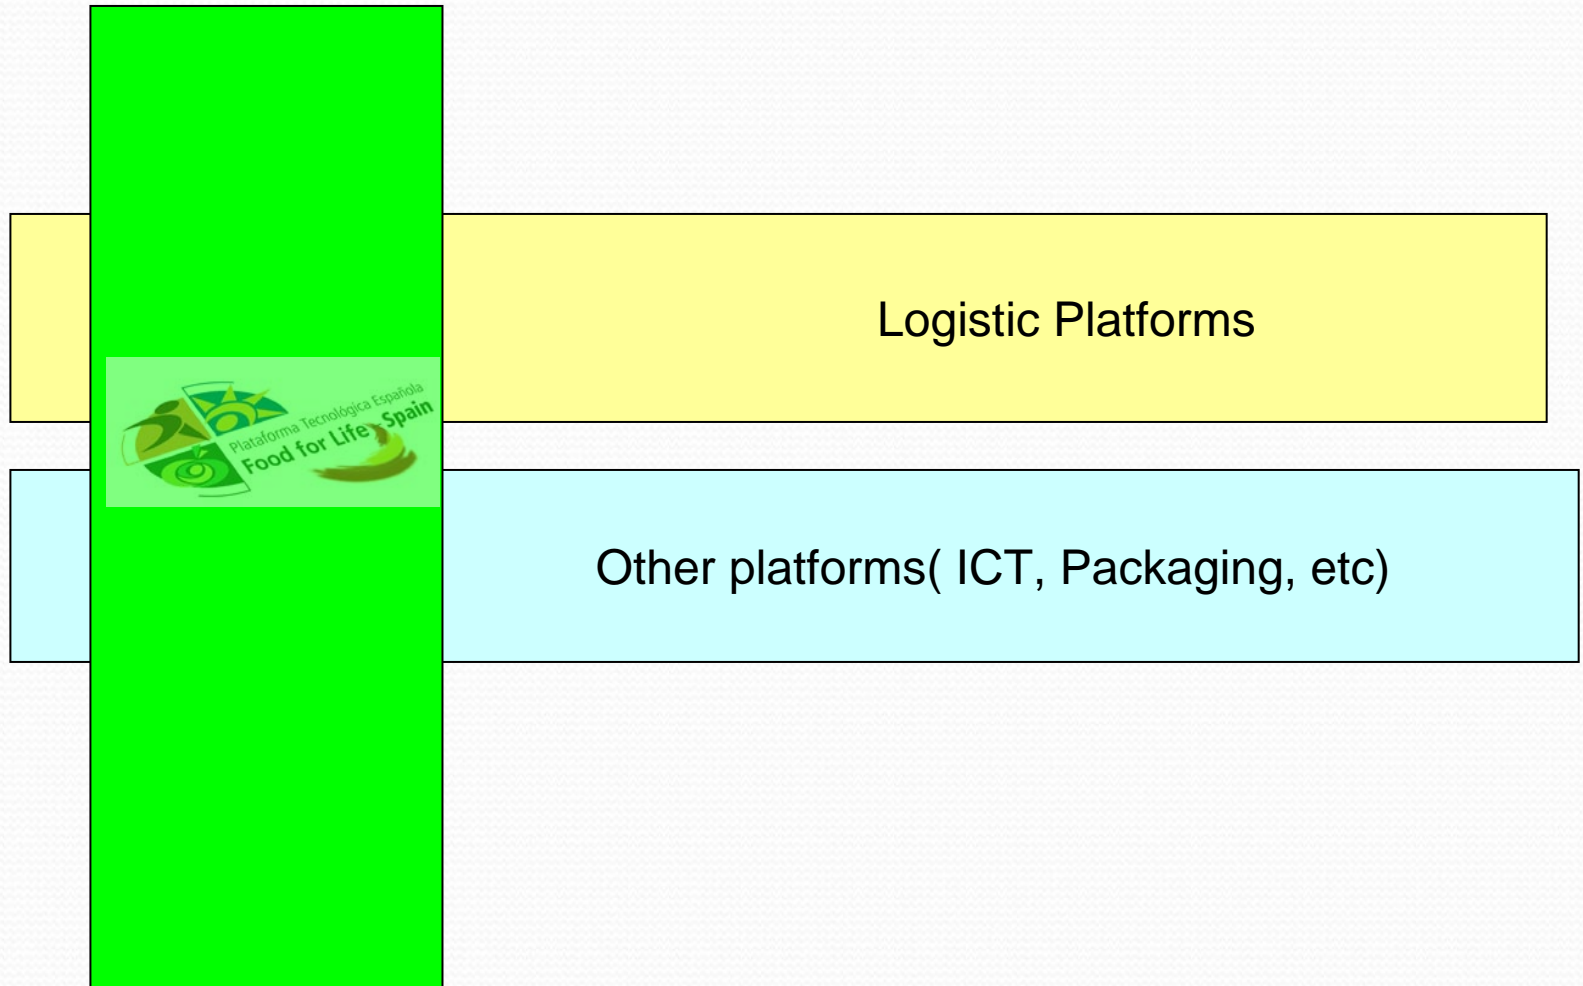 Logistic Platforms
Plataforma Tecnológica Española
Food for Life - Spain
Other platforms( ICT, Packaging, etc)